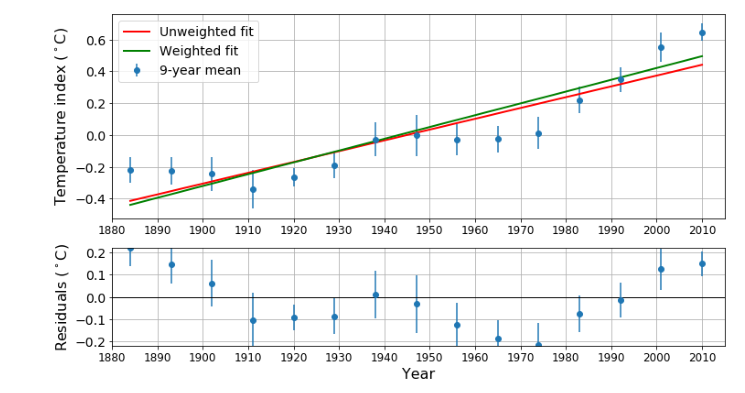 Temperature index (°C)
Unweighted fit
Weighted fit
9-year mean
0.6
0.4
0.2
0.0
−0.2
−0.4
1880 1890 1900 1910 1920 1930 1940 1950 1960 1970 1980 1990 2000 2010
Residuals (°C)
0.2
0.1
0.0
−0.1
−0.2
1880 1890 1900 1910 1920 1930 1940 1950 1960 1970 1980 1990 2000 2010
Year